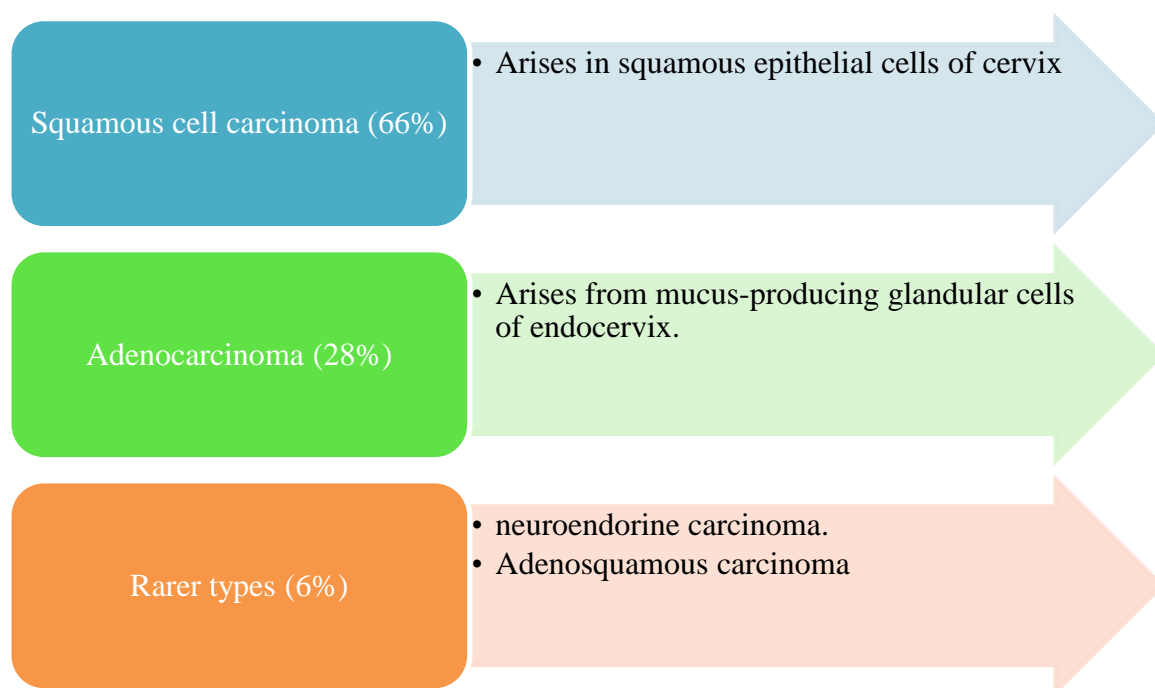 Squamous cell carcinoma (66%)
• Arises in squamous epithelial cells of cervix
Adenocarcinoma (28%)
• Arises from mucus-producing glandular cells
of endocervix.
Rarer types (6%)
• neuroendorine carcinoma.
• Adenosquamous carcinoma